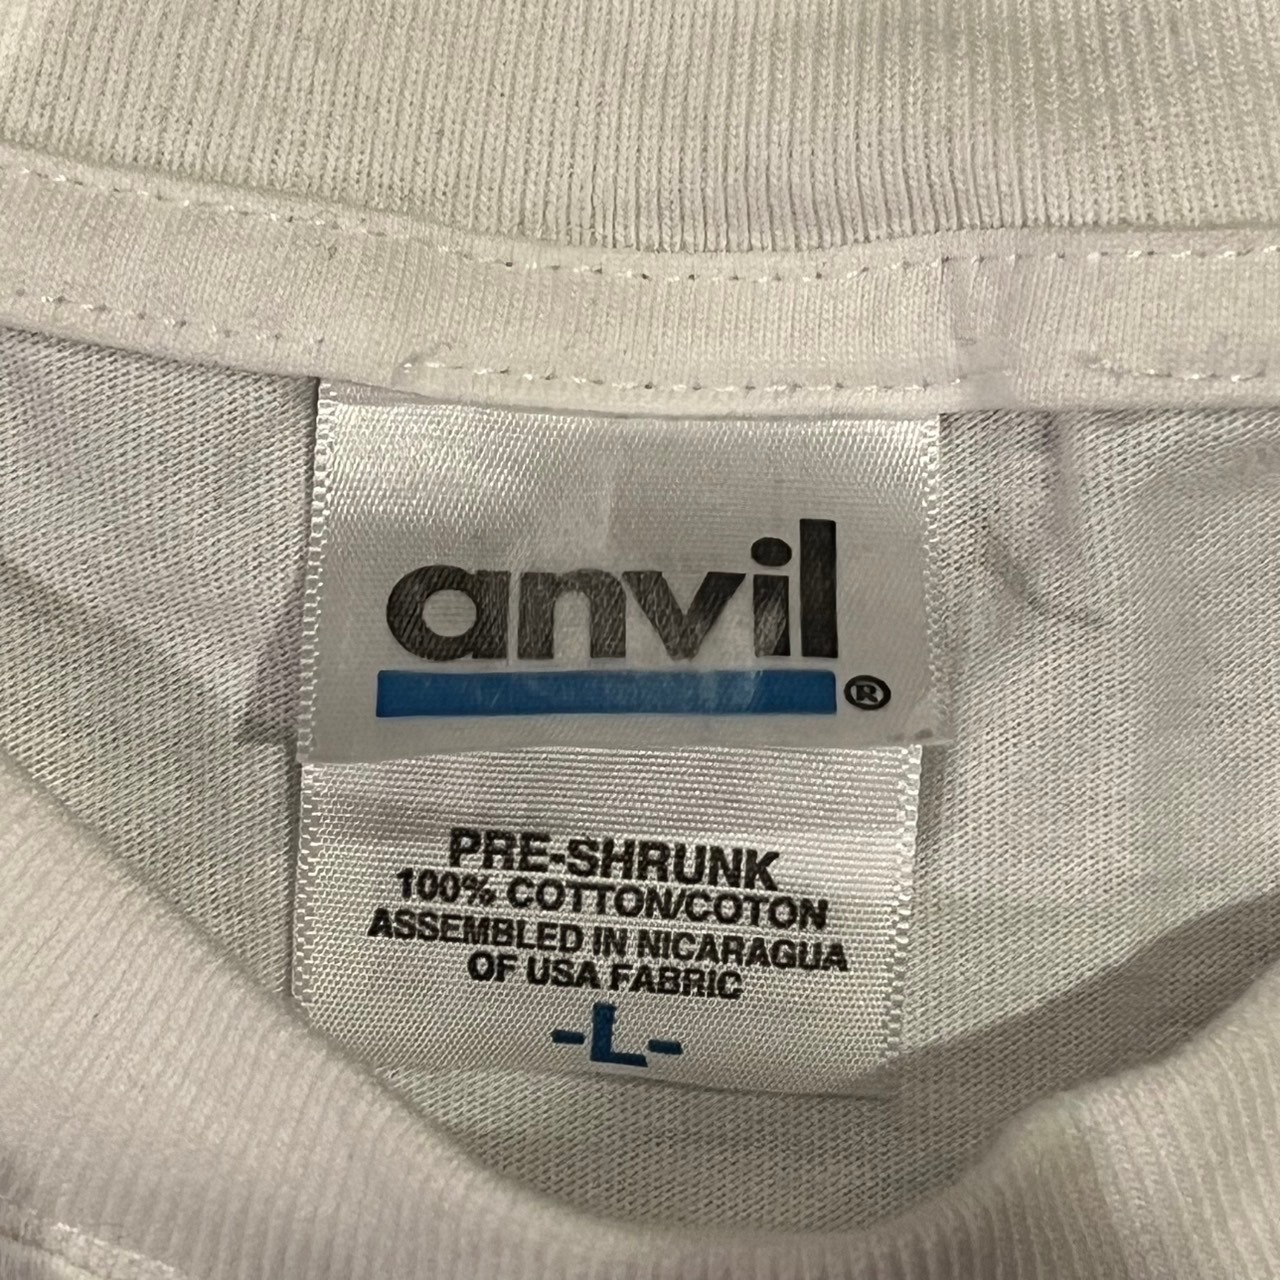 anvil®
PRE-SHRUNK
100% COTTON/COTON
ASSEMBLED IN NICARAGUA
OF USA FABRIC
-L-